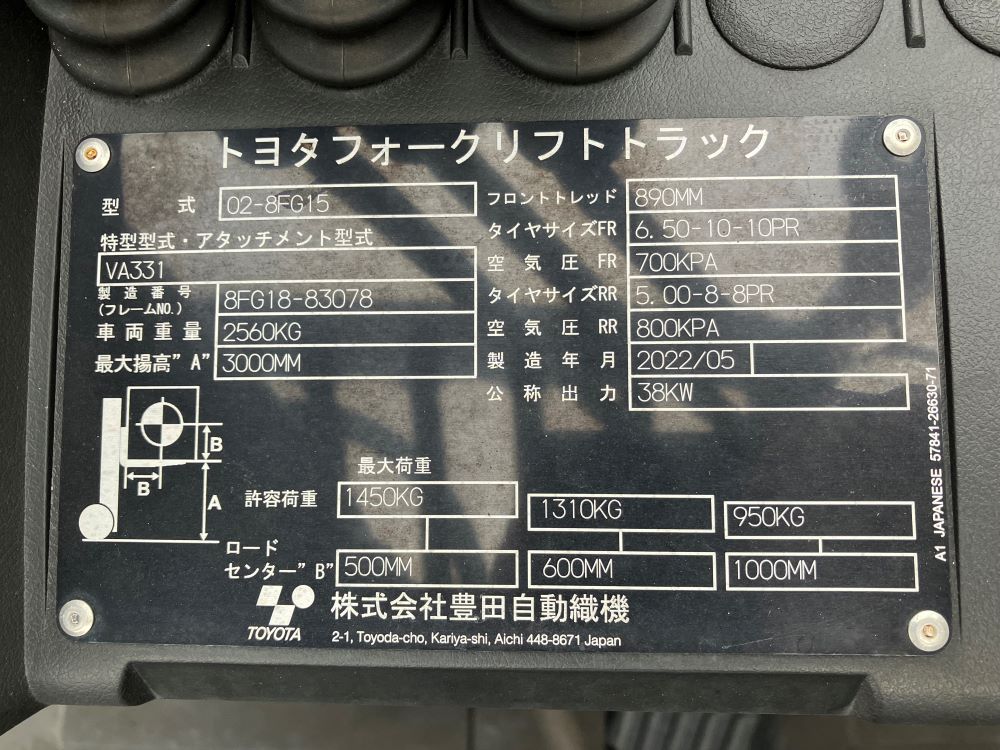 トヨタフォークリフトトラック
型式 02-8FG15
特型型式・アタッチメント型式
VA331
製造番号 (フレームNO.) 8FG18-83078
車両重量 2560KG
最大揚高"A" 3000MM
フロントトレッド 890MM
タイヤサイズFR 6.50-10-10PR
空気圧 FR 700KPA
タイヤサイズRR 5.00-8-8PR
空気圧 RR 800KPA
製造年月 2022/05
公称出力 38KW
B
B
A
最大荷重
許容荷重 1450KG 1310KG 950KG
ロード
センター"B" 500MM 600MM 1000MM
TOYOTA
株式会社豊田自動織機
2-1, Toyoda-cho, Kariya-shi, Aichi 448-8671 Japan
A1 JAPANESE 57841-26630-71